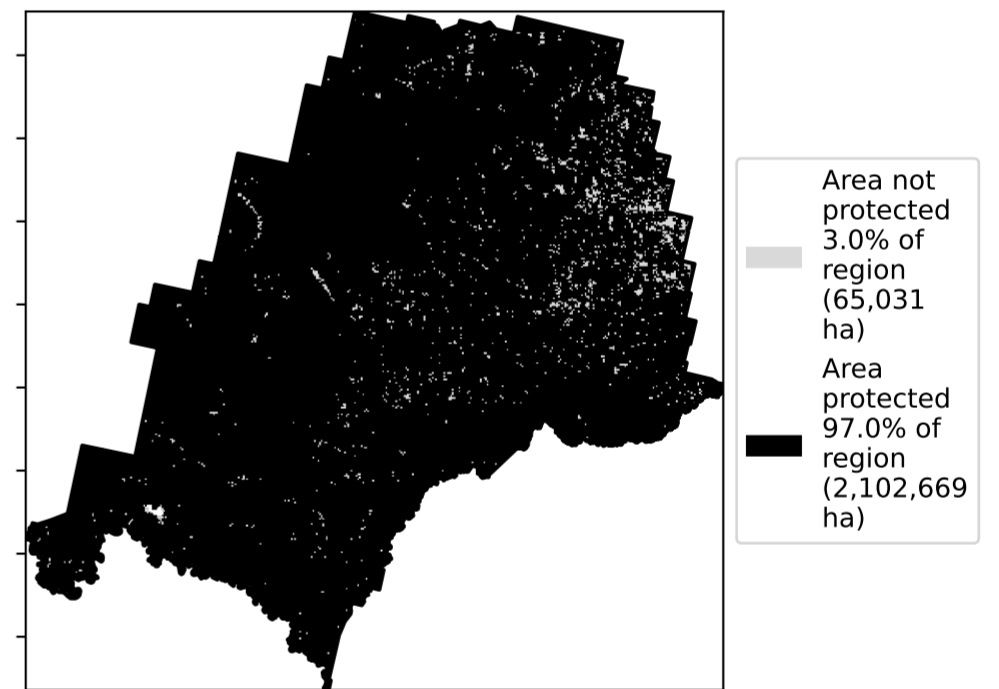 Area not
protected
3.0% of
region
(65,031
ha)
Area
protected
97.0% of
region
(2,102,669
ha)